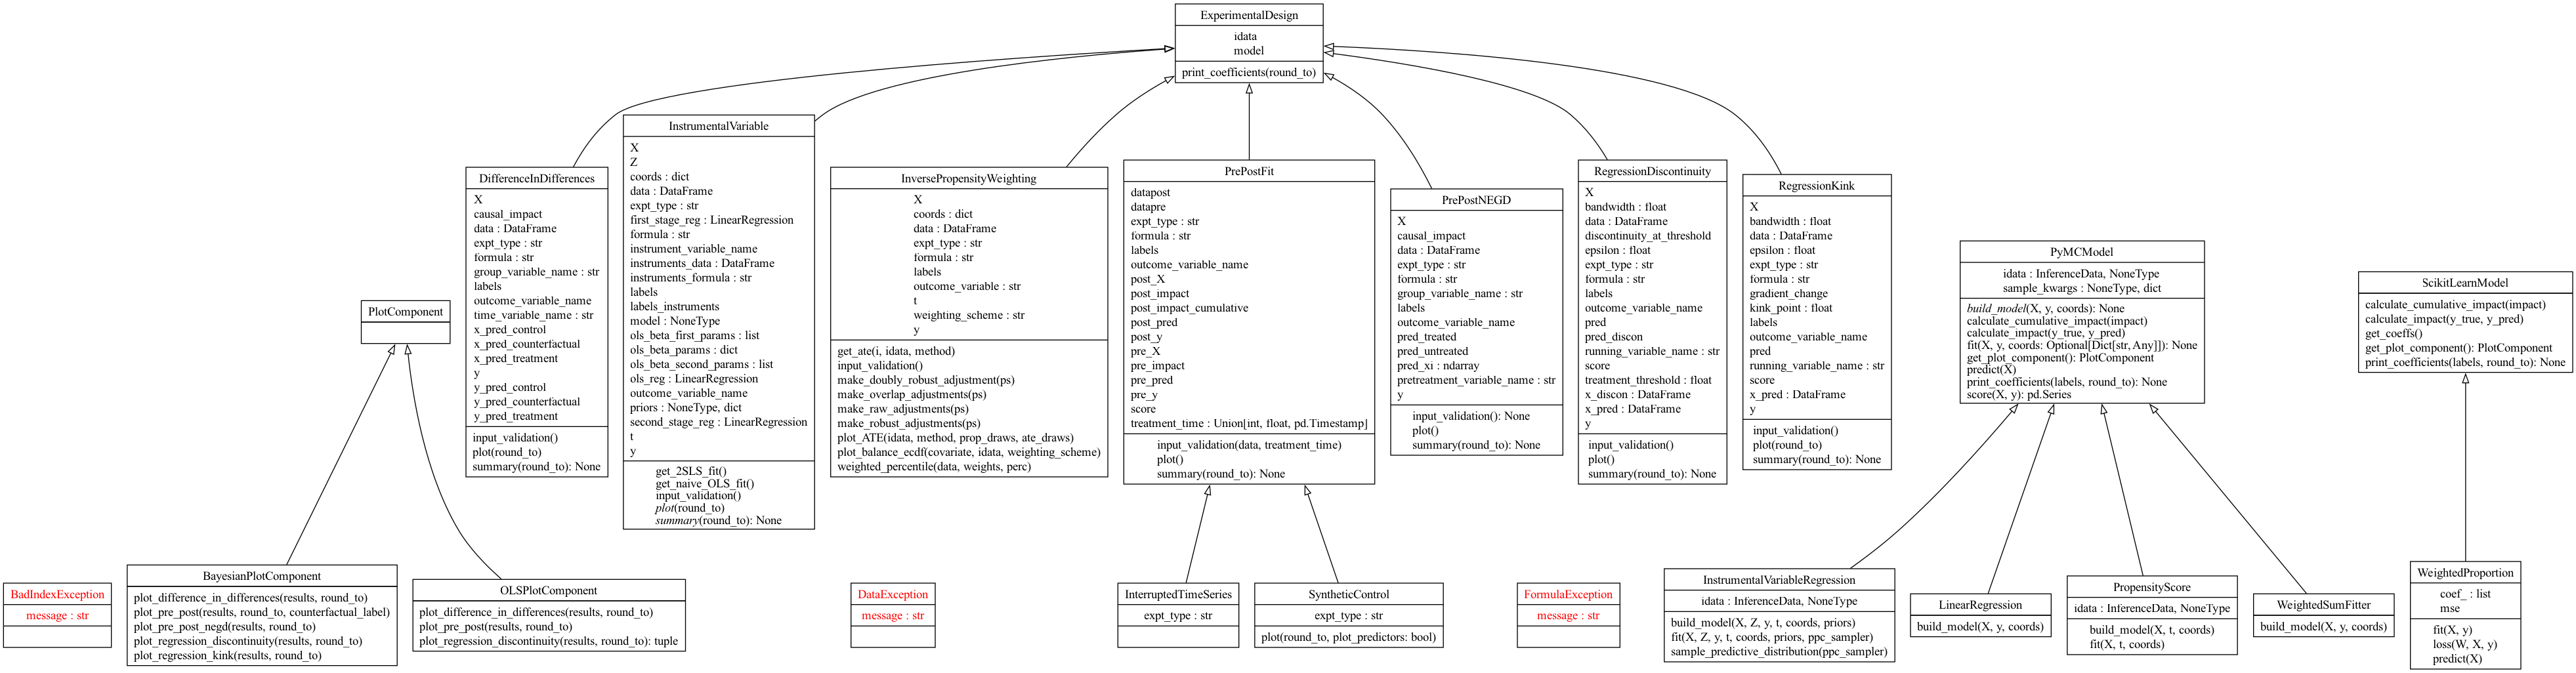 ExperimentalDesign
idata
model
print_coefficients(round_to)
DifferenceInDifferences
X
causal_impact
data : DataFrame
expt_type : str
formula : str
group_variable_name : str
labels
outcome_variable_name
time_variable_name : str
x_pred_control
x_pred_counterfactual
x_pred_treatment
y
y_pred_control
y_pred_counterfactual
y_pred_treatment
input_validation()
plot(round_to)
summary(round_to): None
InstrumentalVariable
X
Z
coords : dict
data : DataFrame
expt_type : str
first_stage_reg : LinearRegression
formula : str
instrument_variable_name
instruments_data : DataFrame
instruments_formula : str
labels
labels_instruments
model : NoneType
ols_beta_first_params : list
ols_beta_params : dict
ols_beta_second_params : list
ols_reg : LinearRegression
outcome_variable_name
priors : NoneType, dict
second_stage_reg : LinearRegression
t
y
get_2SLS_fit()
get_naive_OLS_fit()
input_validation()
plot(round_to)
summary(round_to): None
InversePropensityWeighting
X
coords : dict
data : DataFrame
expt_type : str
formula : str
labels
outcome_variable : str
t
weighting_scheme : str
y
get_ate(i, idata, method)
input_validation()
make_doubly_robust_adjustment(ps)
make_overlap_adjustments(ps)
make_raw_adjustments(ps)
make_robust_adjustments(ps)
plot_ATE(idata, method, prop_draws, ate_draws)
plot_balance_ecdf(covariate, idata, weighting_scheme)
weighted_percentile(data, weights, perc)
PrePostFit
datapost
datapre
expt_type : str
formula : str
labels
outcome_variable_name
post_X
post_impact
post_impact_cumulative
post_pred
post_y
pre_X
pre_impact
pre_pred
pre_y
score
treatment_time : Union[int, float, pd.Timestamp]
input_validation(data, treatment_time)
plot()
summary(round_to): None
PrePostNEGD
X
causal_impact
data : DataFrame
expt_type : str
formula : str
group_variable_name : str
labels
outcome_variable_name
pred_treated
pred_untreated
pred_xi : ndarray
pretreatment_variable_name : str
y
input_validation(): None
plot()
summary(round_to): None
RegressionDiscontinuity
X
bandwidth : float
data : DataFrame
discontinuity_at_threshold
epsilon : float
expt_type : str
formula : str
labels
outcome_variable_name
pred
pred_discon
running_variable_name : str
score
treatment_threshold : float
x_discon : DataFrame
x_pred : DataFrame
y
input_validation()
plot()
summary(round_to): None
RegressionKink
X
bandwidth : float
data : DataFrame
epsilon : float
expt_type : str
formula : str
gradient_change
kink_point : float
labels
outcome_variable_name
pred
running_variable_name : str
score
x_pred : DataFrame
y
input_validation()
plot(round_to)
summary(round_to): None
PyMCModel
idata : InferenceData, NoneType
sample_kwargs : NoneType, dict
build_model(X, y, coords): None
calculate_cumulative_impact(impact)
calculate_impact(y_true, y_pred)
fit(X, y, coords: Optional[Dict[str, Any]]): None
get_plot_component(): PlotComponent
predict(X)
print_coefficients(labels, round_to): None
score(X, y): pd.Series
ScikitLearnModel
calculate_cumulative_impact(impact)
calculate_impact(y_true, y_pred)
get_coeffs()
get_plot_component(): PlotComponent
print_coefficients(labels, round_to): None
PlotComponent
BadIndexException
message : str
BayesianPlotComponent
plot_difference_in_differences(results, round_to)
plot_pre_post(results, round_to, counterfactual_label)
plot_pre_post_negd(results, round_to)
plot_regression_discontinuity(results, round_to)
plot_regression_kink(results, round_to)
OLSPlotComponent
plot_difference_in_differences(results, round_to)
plot_pre_post(results, round_to)
plot_regression_discontinuity(results, round_to): tuple
DataException
message : str
InterruptedTimeSeries
expt_type : str
SyntheticControl
expt_type : str
plot(round_to, plot_predictors: bool)
FormulaException
message : str
InstrumentalVariableRegression
idata : InferenceData, NoneType
build_model(X, Z, y, t, coords, priors)
fit(X, Z, y, t, coords, priors, ppc_sampler)
sample_predictive_distribution(ppc_sampler)
LinearRegression
build_model(X, y, coords)
PropensityScore
idata : InferenceData, NoneType
build_model(X, t, coords)
fit(X, t, coords)
WeightedSumFitter
build_model(X, y, coords)
WeightedProportion
coef_ : list
mse
fit(X, y)
loss(W, X, y)
predict(X)